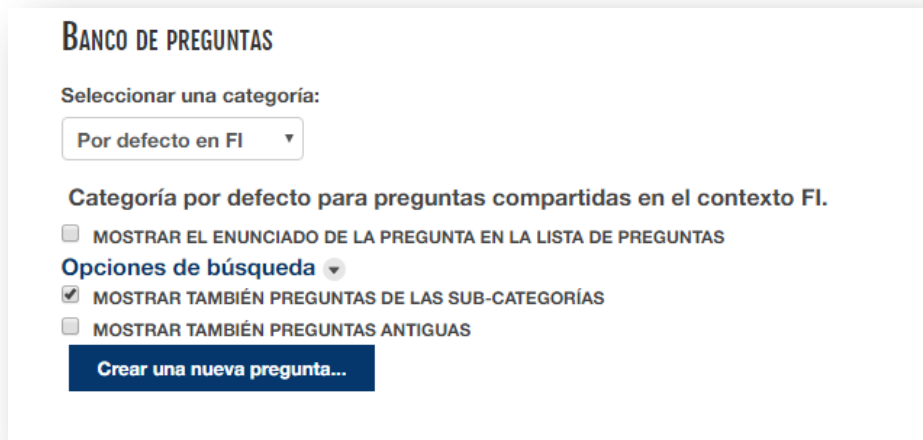 Banco de preguntas
Seleccionar una categoría:
Por defecto en FI
Categoría por defecto para preguntas compartidas en el contexto FI.
MOSTRAR EL ENUNCIADO DE LA PREGUNTA EN LA LISTA DE PREGUNTAS
Opciones de búsqueda
MOSTRAR TAMBIÉN PREGUNTAS DE LAS SUB-CATEGORÍAS
MOSTRAR TAMBIÉN PREGUNTAS ANTIGUAS
Crear una nueva pregunta...